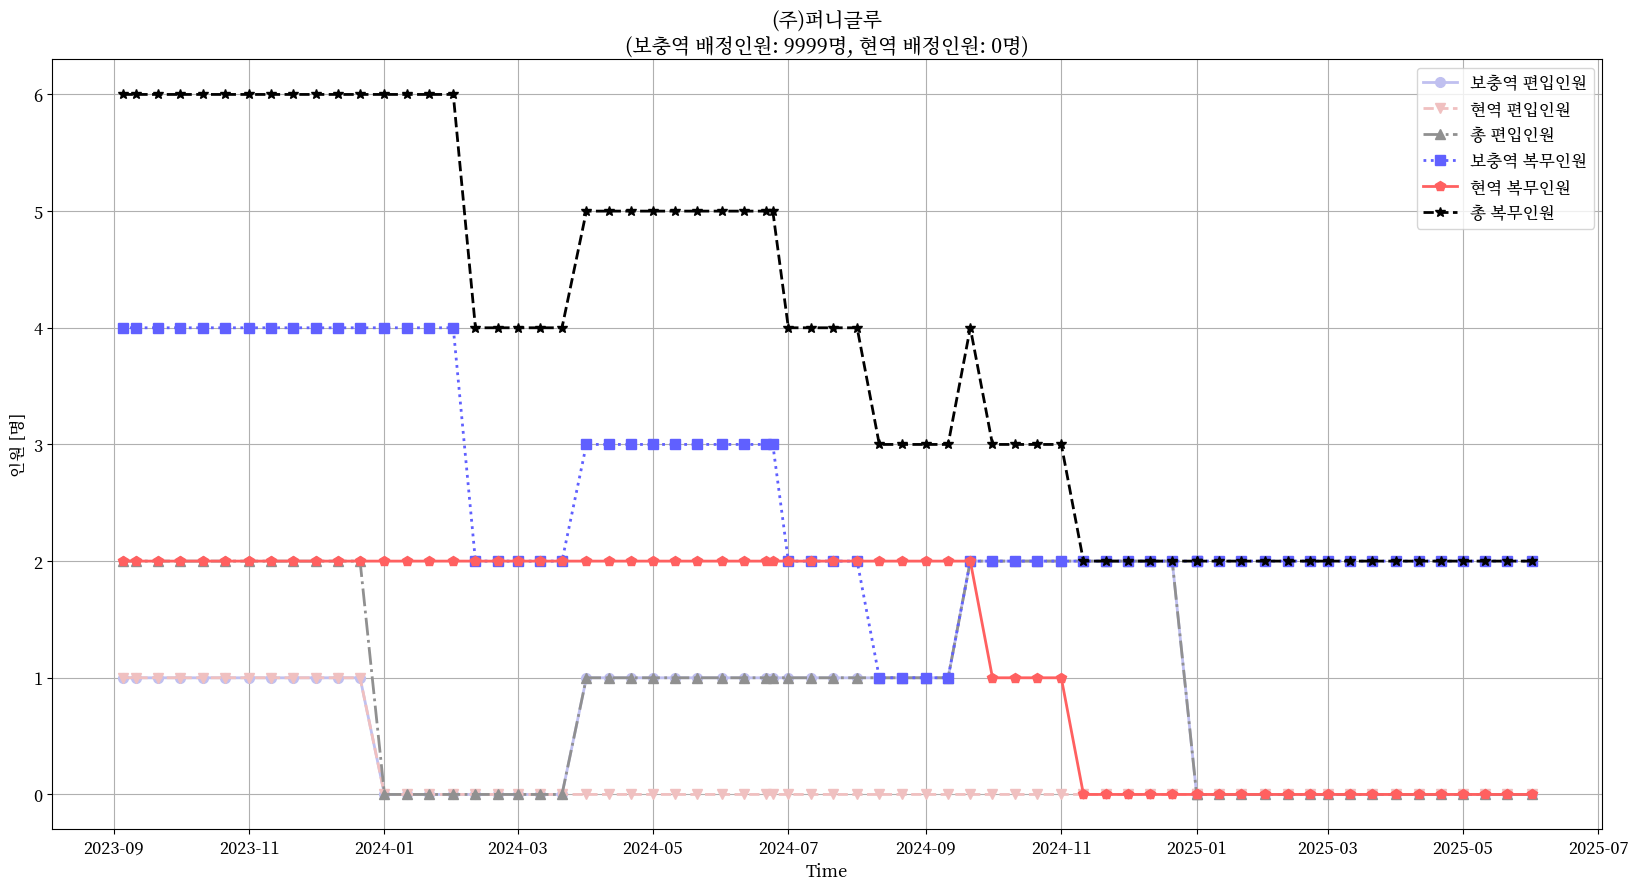 (주)퍼니글루
(보충역 배정인원: 9999명, 현역 배정인원: 0명)
보충역 편입인원
현역 편입인원
총 편입인원
보충역 복무인원
현역 복무인원
총 복무인원
6
5
4
3
2
1
0
인원 [명]
2023-09 2023-11 2024-01 2024-03 2024-05 2024-07 2024-09 2024-11 2025-01 2025-03 2025-05 2025-07
Time